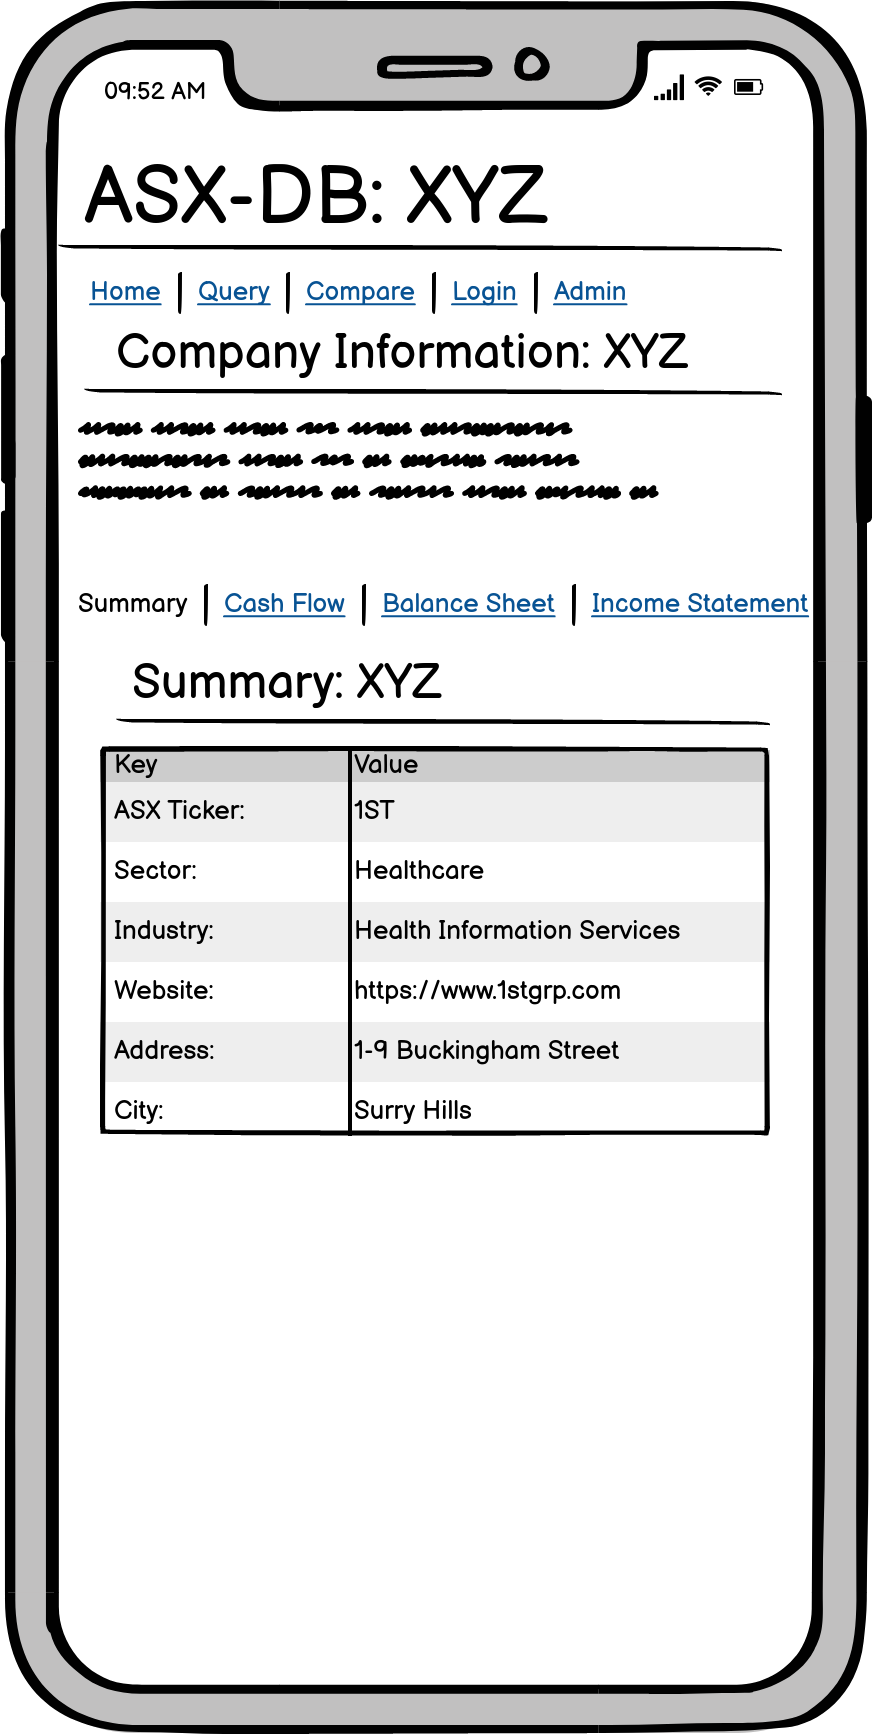 09:52 AM
ASX-DB: XYZ
Home | Query | Compare | Login | Admin
Company Information: XYZ
Summary | Cash Flow | Balance Sheet | Income Statement
Summary: XYZ
Key Value
ASX Ticker: 1ST
Sector: Healthcare
Industry: Health Information Services
Website: https://www.1stgrp.com
Address: 1-9 Buckingham Street
City: Surry Hills